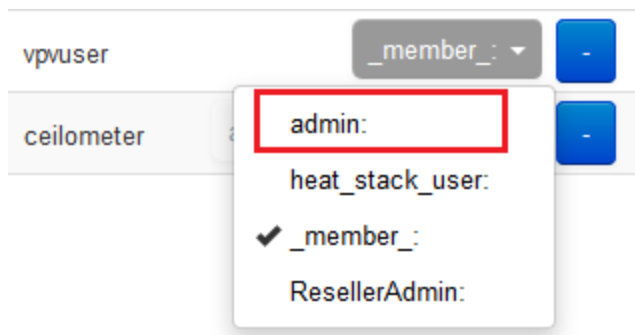 vpvuser _member_: -
ceilometer a -
admin:
heat_stack_user:
_member_:
ResellerAdmin: